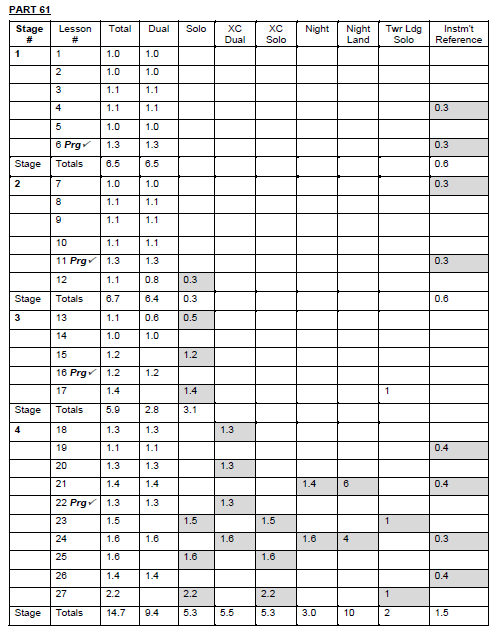 PART 61
Stage # Lesson # Total Dual Solo XC Dual XC Solo Night Night Land Twr Ldg Solo Instm't Reference
1 1 1.0 1.0
2 1.0 1.0
3 1.1 1.1
4 1.1 1.1 0.3
5 1.0 1.0
6 Prg✓ 1.3 1.3 0.3
Stage Totals 6.5 6.5 0.6
2 7 1.0 1.0 0.3
8 1.1 1.1
9 1.1 1.1
10 1.1 1.1
11 Prg✓ 1.3 1.3 0.3
12 1.1 0.8 0.3
Stage Totals 6.7 6.4 0.3 0.6
3 13 1.1 0.6 0.5
14 1.0 1.0
15 1.2 1.2
16 Prg✓ 1.2 1.2
17 1.4 1.4 1
Stage Totals 5.9 2.8 3.1
4 18 1.3 1.3 1.3
19 1.1 1.1 0.4
20 1.3 1.3 1.3
21 1.4 1.4 1.4 6 0.4
22 Prg✓ 1.3 1.3 1.3
23 1.5 1.5 1.5 1
24 1.6 1.6 1.6 1.6 4 0.3
25 1.6 1.6 1.6
26 1.4 1.4 0.4
27 2.2 2.2 2.2 1
Stage Totals 14.7 9.4 5.3 5.5 5.3 3.0 10 2 1.5